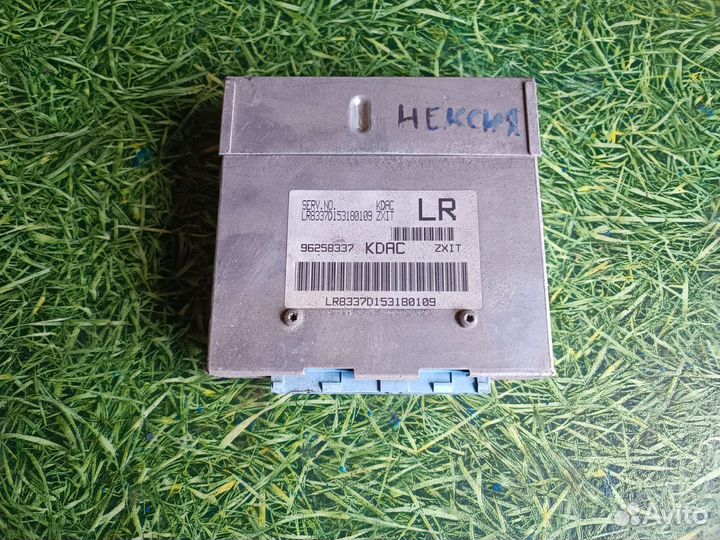 НЕКСИЯ
SERV.NO. KDAC
LR8337D153180109 ZXIT
LR
96258337 KDAC ZXIT
LR8337D153180109
Avito